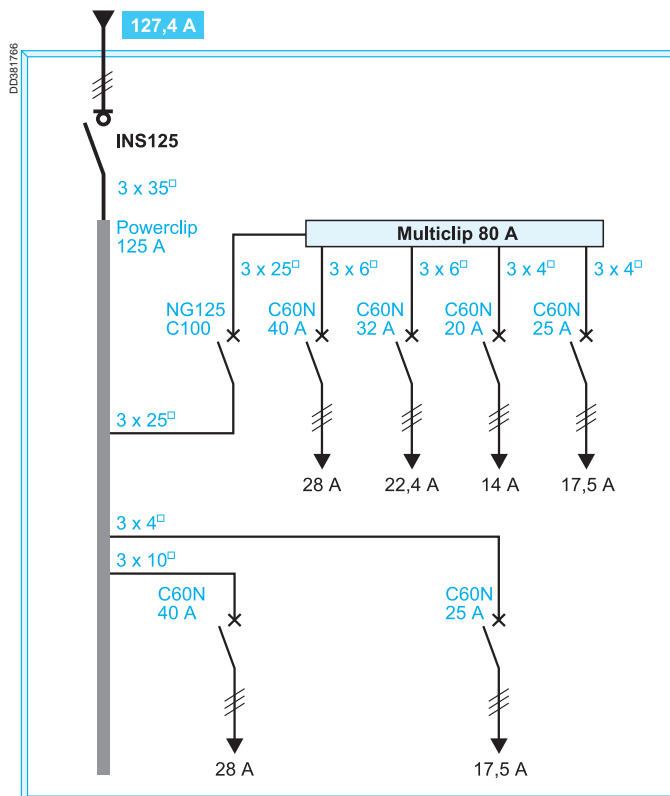 127,4 A
DD381766
INS125
3 x 35□
Powerclip
125 A
Multiclip 80 A
3 x 25□
3 x 6□
3 x 6□
3 x 4□
3 x 4□
NG125
C100
C60N
40 A
C60N
32 A
C60N
20 A
C60N
25 A
3 x 25□
28 A
22,4 A
14 A
17,5 A
3 x 4□
3 x 10□
C60N
40 A
C60N
25 A
28 A
17,5 A